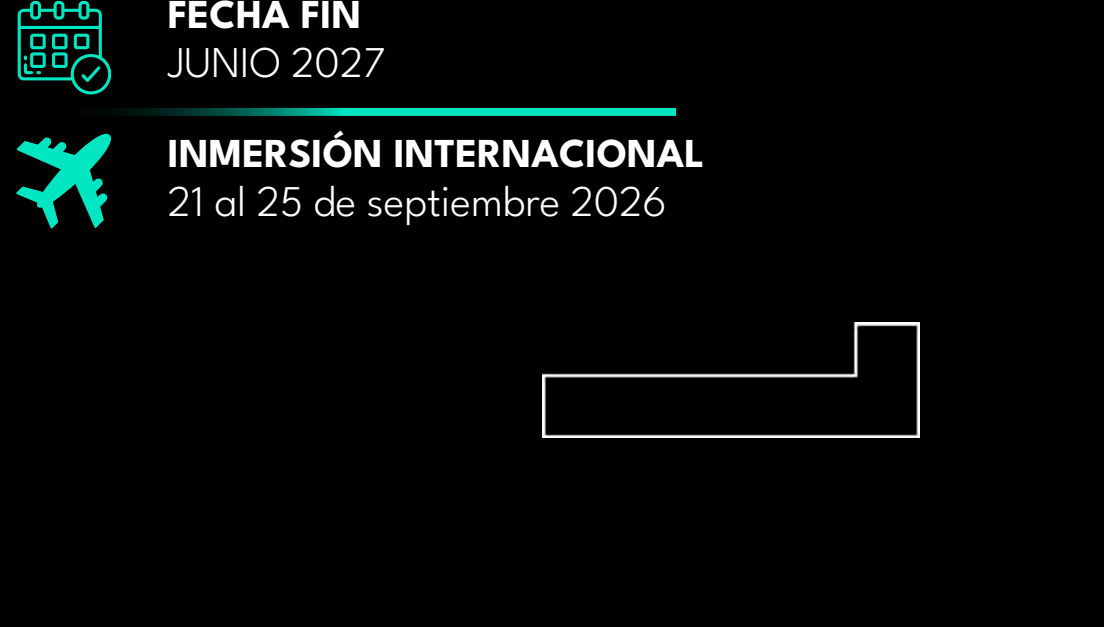 FECHA FIN
JUNIO 2027
INMERSIÓN INTERNACIONAL
21 al 25 de septiembre 2026